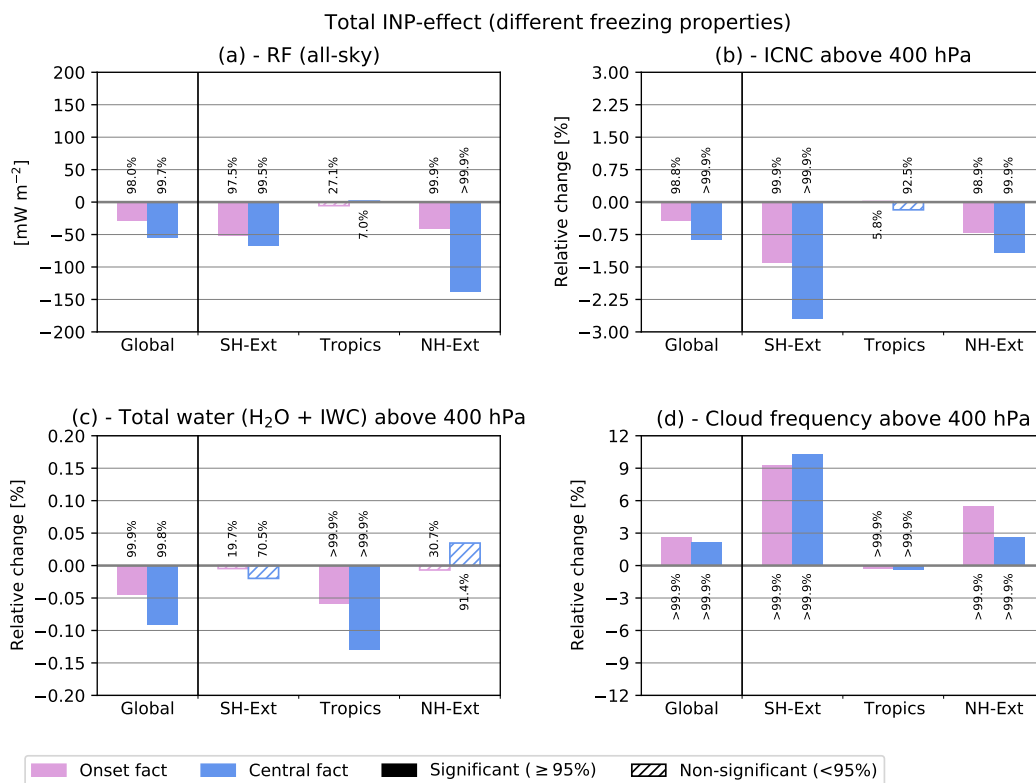 Total INP-effect (different freezing properties)
(a) - RF (all-sky)
[mW m⁻²]
200
150
100
50
0
−50
−100
−150
−200
98.0%
99.7%
97.5%
99.5%
27.1%
7.0%
99.9%
>99.9%
Global
SH-Ext
Tropics
NH-Ext
(b) - ICNC above 400 hPa
Relative change [%]
3.00
2.25
1.50
0.75
0.00
−0.75
−1.50
−2.25
−3.00
98.8%
>99.9%
99.9%
>99.9%
5.8%
92.5%
98.9%
99.9%
Global
SH-Ext
Tropics
NH-Ext
(c) - Total water (H₂O + IWC) above 400 hPa
Relative change [%]
0.20
0.15
0.10
0.05
0.00
−0.05
−0.10
−0.15
−0.20
99.9%
99.8%
19.7%
70.5%
>99.9%
>99.9%
30.7%
91.4%
Global
SH-Ext
Tropics
NH-Ext
(d) - Cloud frequency above 400 hPa
Relative change [%]
12
9
6
3
0
−3
−6
−9
−12
>99.9%
>99.9%
>99.9%
>99.9%
>99.9%
>99.9%
>99.9%
>99.9%
Global
SH-Ext
Tropics
NH-Ext
Onset fact
Central fact
Significant (≥ 95%)
Non-significant (<95%)